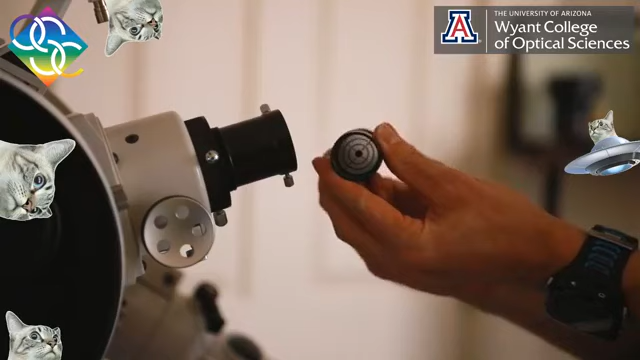 THE UNIVERSITY OF ARIZONA
Wyant College
of Optical Sciences
A